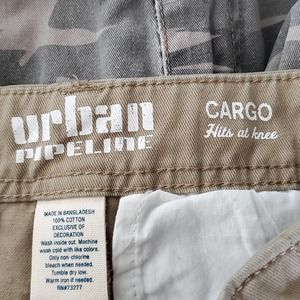 urban
PIPELINE
CARGO
Hits at knee
MADE IN BANGLADESH
100% COTTON
EXCLUSIVE OF
DECORATION
Wash inside out. Machine
wash cold with like colors.
Only non-chlorine
bleach when needed.
Tumble dry low.
Warm iron if needed.
RN#73277